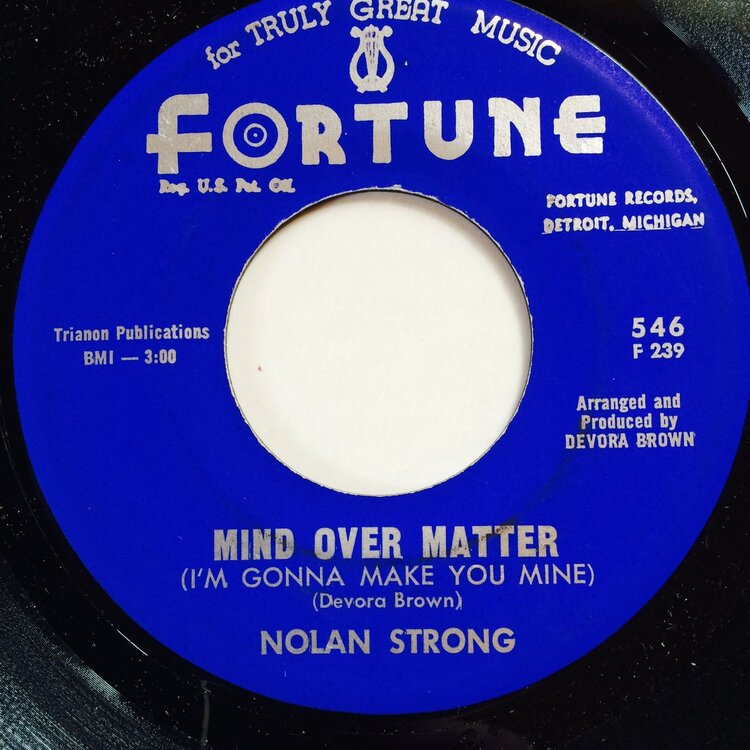 for TRULY GREAT MUSIC
FORTUNE
Reg. U.S. Pat. Off.
FORTUNE RECORDS,
DETROIT, MICHIGAN
Trianon Publications
BMI — 3:00
546
F 239
Arranged and
Produced by
DEVORA BROWN
MIND OVER MATTER
(I'M GONNA MAKE YOU MINE)
(Devora Brown)
NOLAN STRONG